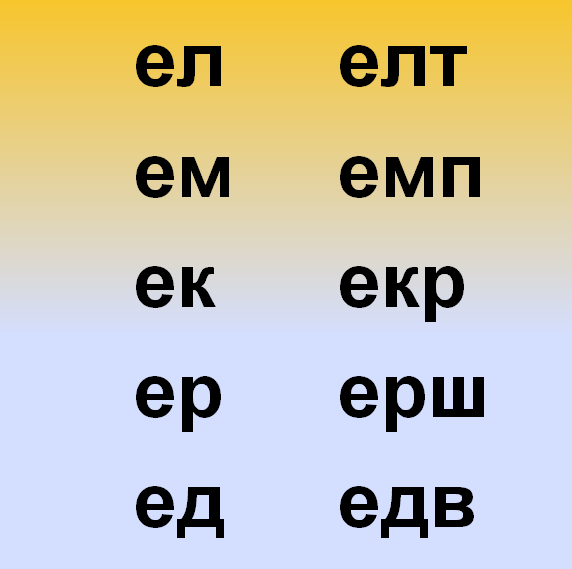 ел елт
ем емп
ек екр
ер ерш
ед едв